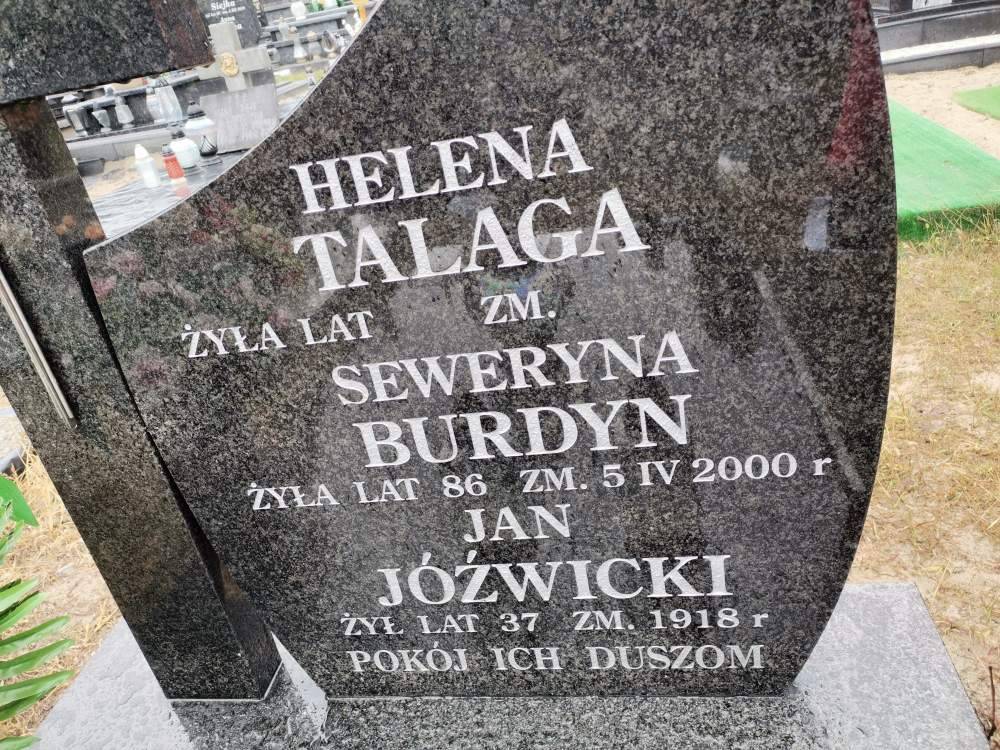 Siejka
HELENA
TALAGA
ŻYŁA LAT ZM.
SEWERYNA
BURDYN
ŻYŁA LAT 86 ZM. 5 IV 2000 r
JAN
JÓŹWICKI
ŻYŁ LAT 37 ZM. 1918 r
POKÓJ ICH DUSZOM